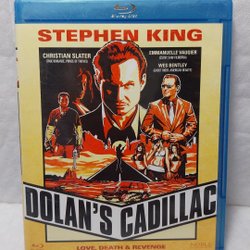 Blu-ray Disc
STEPHEN KING
CHRISTIAN SLATER
EMMANUELLE VAUGIER
WES BENTLEY
DOLAN'S CADILLAC
LOVE, DEATH & REVENGE